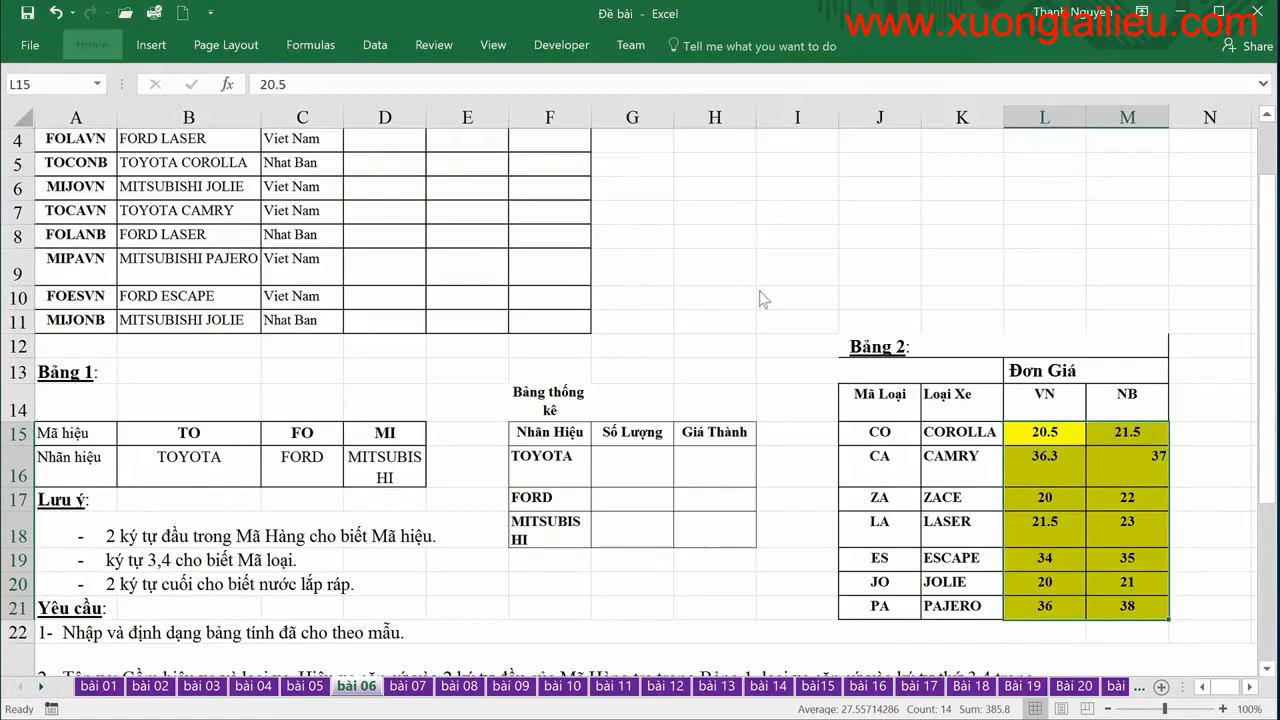 Đề bài - Excel
Thanh Nguyen
www.xuongtailieu.com
File Home Insert Page Layout Formulas Data Review View Developer Team Tell me what you want to do Share
L15 fx 20.5
A B C D E F G H I J K L M N
4 FOLAVN FORD LASER Viet Nam
5 TOCONB TOYOTA COROLLA Nhat Ban
6 MIJOVN MITSUBISHI JOLIE Viet Nam
7 TOCAVN TOYOTA CAMRY Viet Nam
8 FOLANB FORD LASER Nhat Ban
9 MIPAVN MITSUBISHI PAJERO Viet Nam
10 FOESVN FORD ESCAPE Viet Nam
11 MIJONB MITSUBISHI JOLIE Nhat Ban
12 Bảng 2:
13 Bảng 1: Đơn Giá
14 Bảng thống kê Mã Loại Loại Xe VN NB
15 Mã hiệu TO FO MI Nhãn Hiệu Số Lượng Giá Thành CO COROLLA 20.5 21.5
16 Nhãn hiệu TOYOTA FORD MITSUBIS HI TOYOTA CA CAMRY 36.3 37
17 Lưu ý: FORD ZA ZACE 20 22
18 - 2 ký tự đầu trong Mã Hàng cho biết Mã hiệu. MITSUBIS HI LA LASER 21.5 23
19 - ký tự 3,4 cho biết Mã loại. ES ESCAPE 34 35
20 - 2 ký tự cuối cho biết nước lắp ráp. JO JOLIE 20 21
21 Yêu cầu: PA PAJERO 36 38
22 1- Nhập và định dạng bảng tính đã cho theo mẫu.
bài 01 bài 02 bài 03 bài 04 bài 05 bài 06 bài 07 bài 08 bài 09 bài 10 bài 11 bài 12 bài 13 bài 14 bài15 bài 16 bài 17 Bài 18 Bài 19 Bài 20 bài ...
Ready Average: 27.55714286 Count: 14 Sum: 385.8 100%